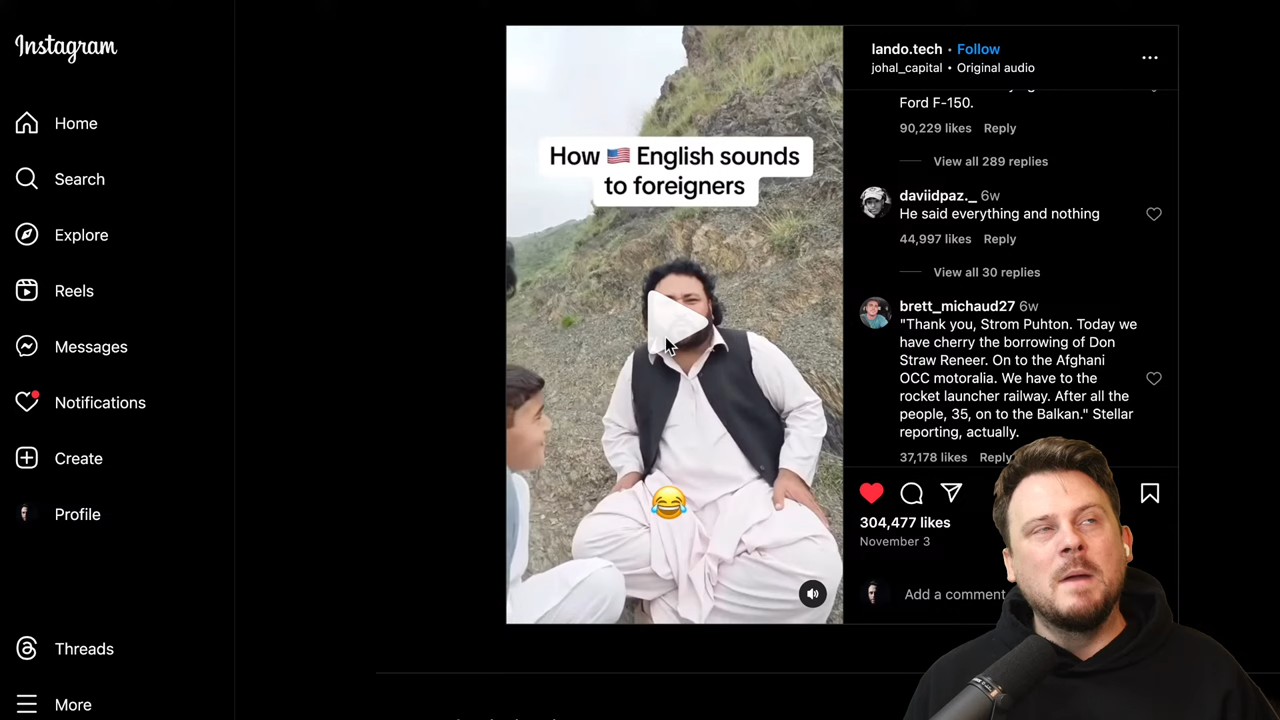 Instagram
Home
Search
Explore
Reels
Messages
Notifications
Create
Profile
Threads
More
How 🇺🇸 English sounds
to foreigners
😂
lando.tech • Follow
johal_capital • Original audio
Ford F-150.
90,229 likes Reply
View all 289 replies
daviidpaz._ 6w
He said everything and nothing
44,997 likes Reply
View all 30 replies
brett_michaud27 6w
"Thank you, Strom Puhton. Today we
have cherry the borrowing of Don
Straw Reneer. On to the Afghani
OCC motoralia. We have to the
rocket launcher railway. After all the
people, 35, on to the Balkan." Stellar
reporting, actually.
37,178 likes Reply
304,477 likes
November 3
Add a comment